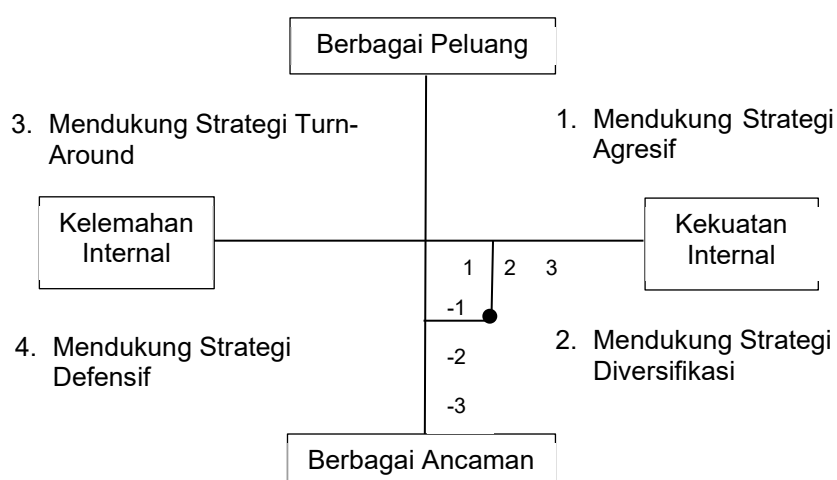 Berbagai Peluang
3. Mendukung Strategi Turn-
Around
1. Mendukung Strategi
Agresif
Kelemahan
Internal
Kekuatan
Internal
1 2 3
-1
-2
-3
4. Mendukung Strategi
Defensif
2. Mendukung Strategi
Diversifikasi
Berbagai Ancaman